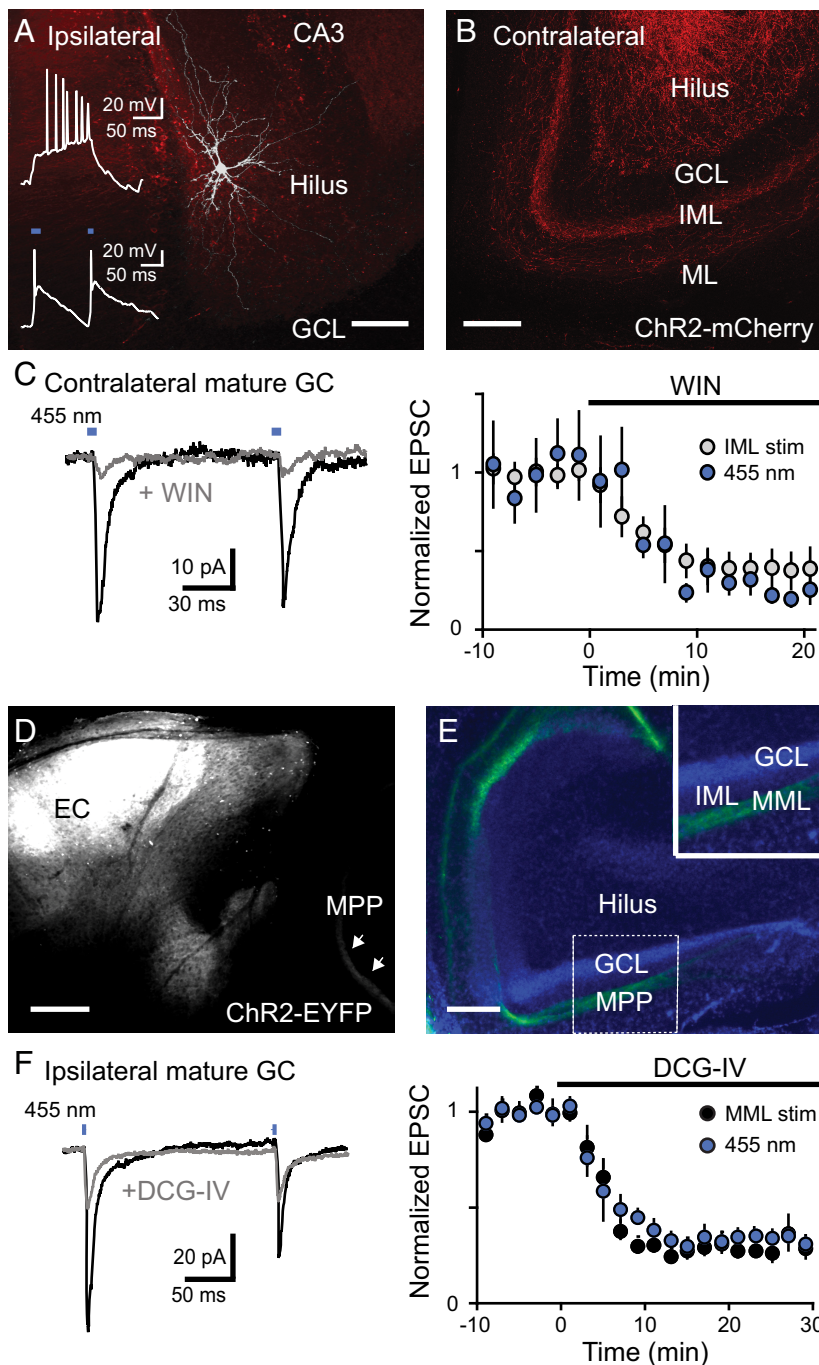 A Ipsilateral
CA3
20 mV
50 ms
Hilus
20 mV
50 ms
GCL
B Contralateral
Hilus
GCL
IML
ML
ChR2-mCherry
C Contralateral mature GC
455 nm
+ WIN
10 pA
30 ms
WIN
IML stim
455 nm
Normalized EPSC
1
0
-10 0 10 20
Time (min)
D
EC
MPP
ChR2-EYFP
E
GCL
IML MML
Hilus
GCL
MPP
F Ipsilateral mature GC
455 nm
+DCG-IV
20 pA
50 ms
DCG-IV
MML stim
455 nm
Normalized EPSC
1
0
-10 0 10 20 30
Time (min)